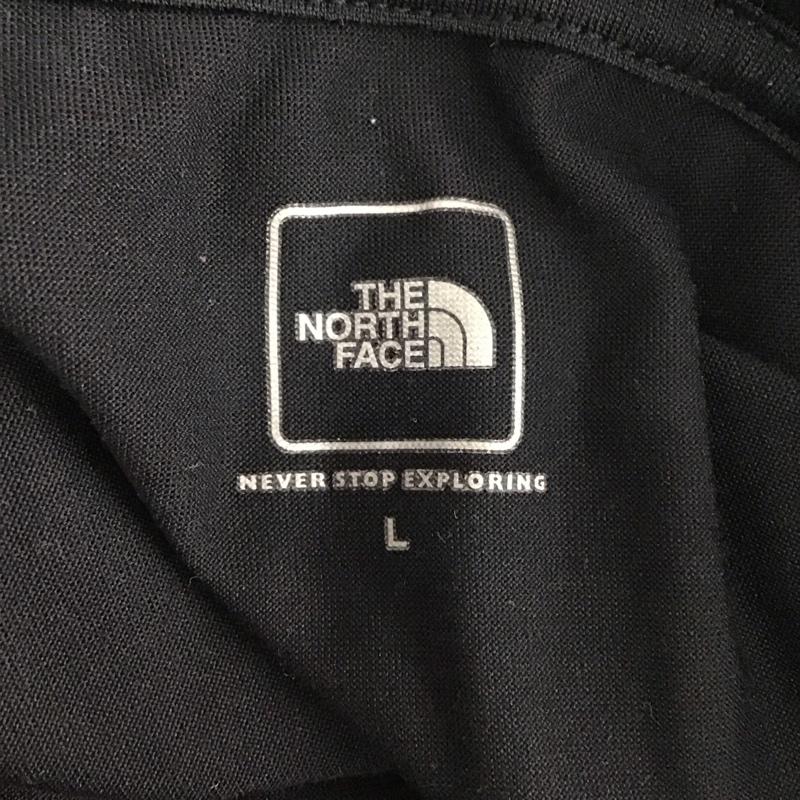 THE
NORTH
FACE
NEVER STOP EXPLORING
L